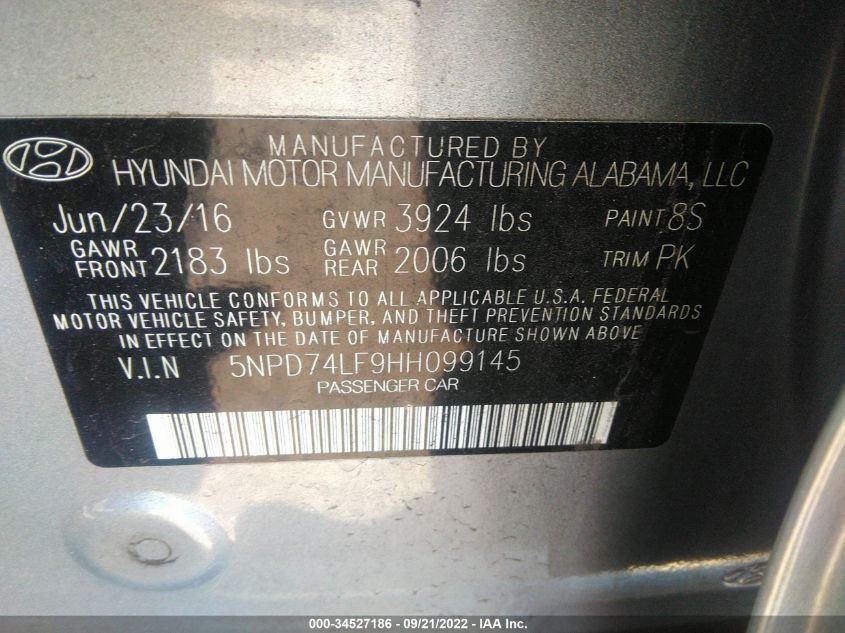 MANUFACTURED BY
HYUNDAI MOTOR MANUFACTURING ALABAMA, LLC
Jun/23/16 GVWR 3924 lbs PAINT 8S
GAWR FRONT 2183 lbs GAWR REAR 2006 lbs TRIM PK
THIS VEHICLE CONFORMS TO ALL APPLICABLE U.S.A. FEDERAL
MOTOR VEHICLE SAFETY, BUMPER, AND THEFT PREVENTION STANDARDS
IN EFFECT ON THE DATE OF MANUFACTURE SHOWN ABOVE
V.I.N 5NPD74LF9HH099145
PASSENGER CAR
000-34527186 - 09/21/2022 - IAA Inc.